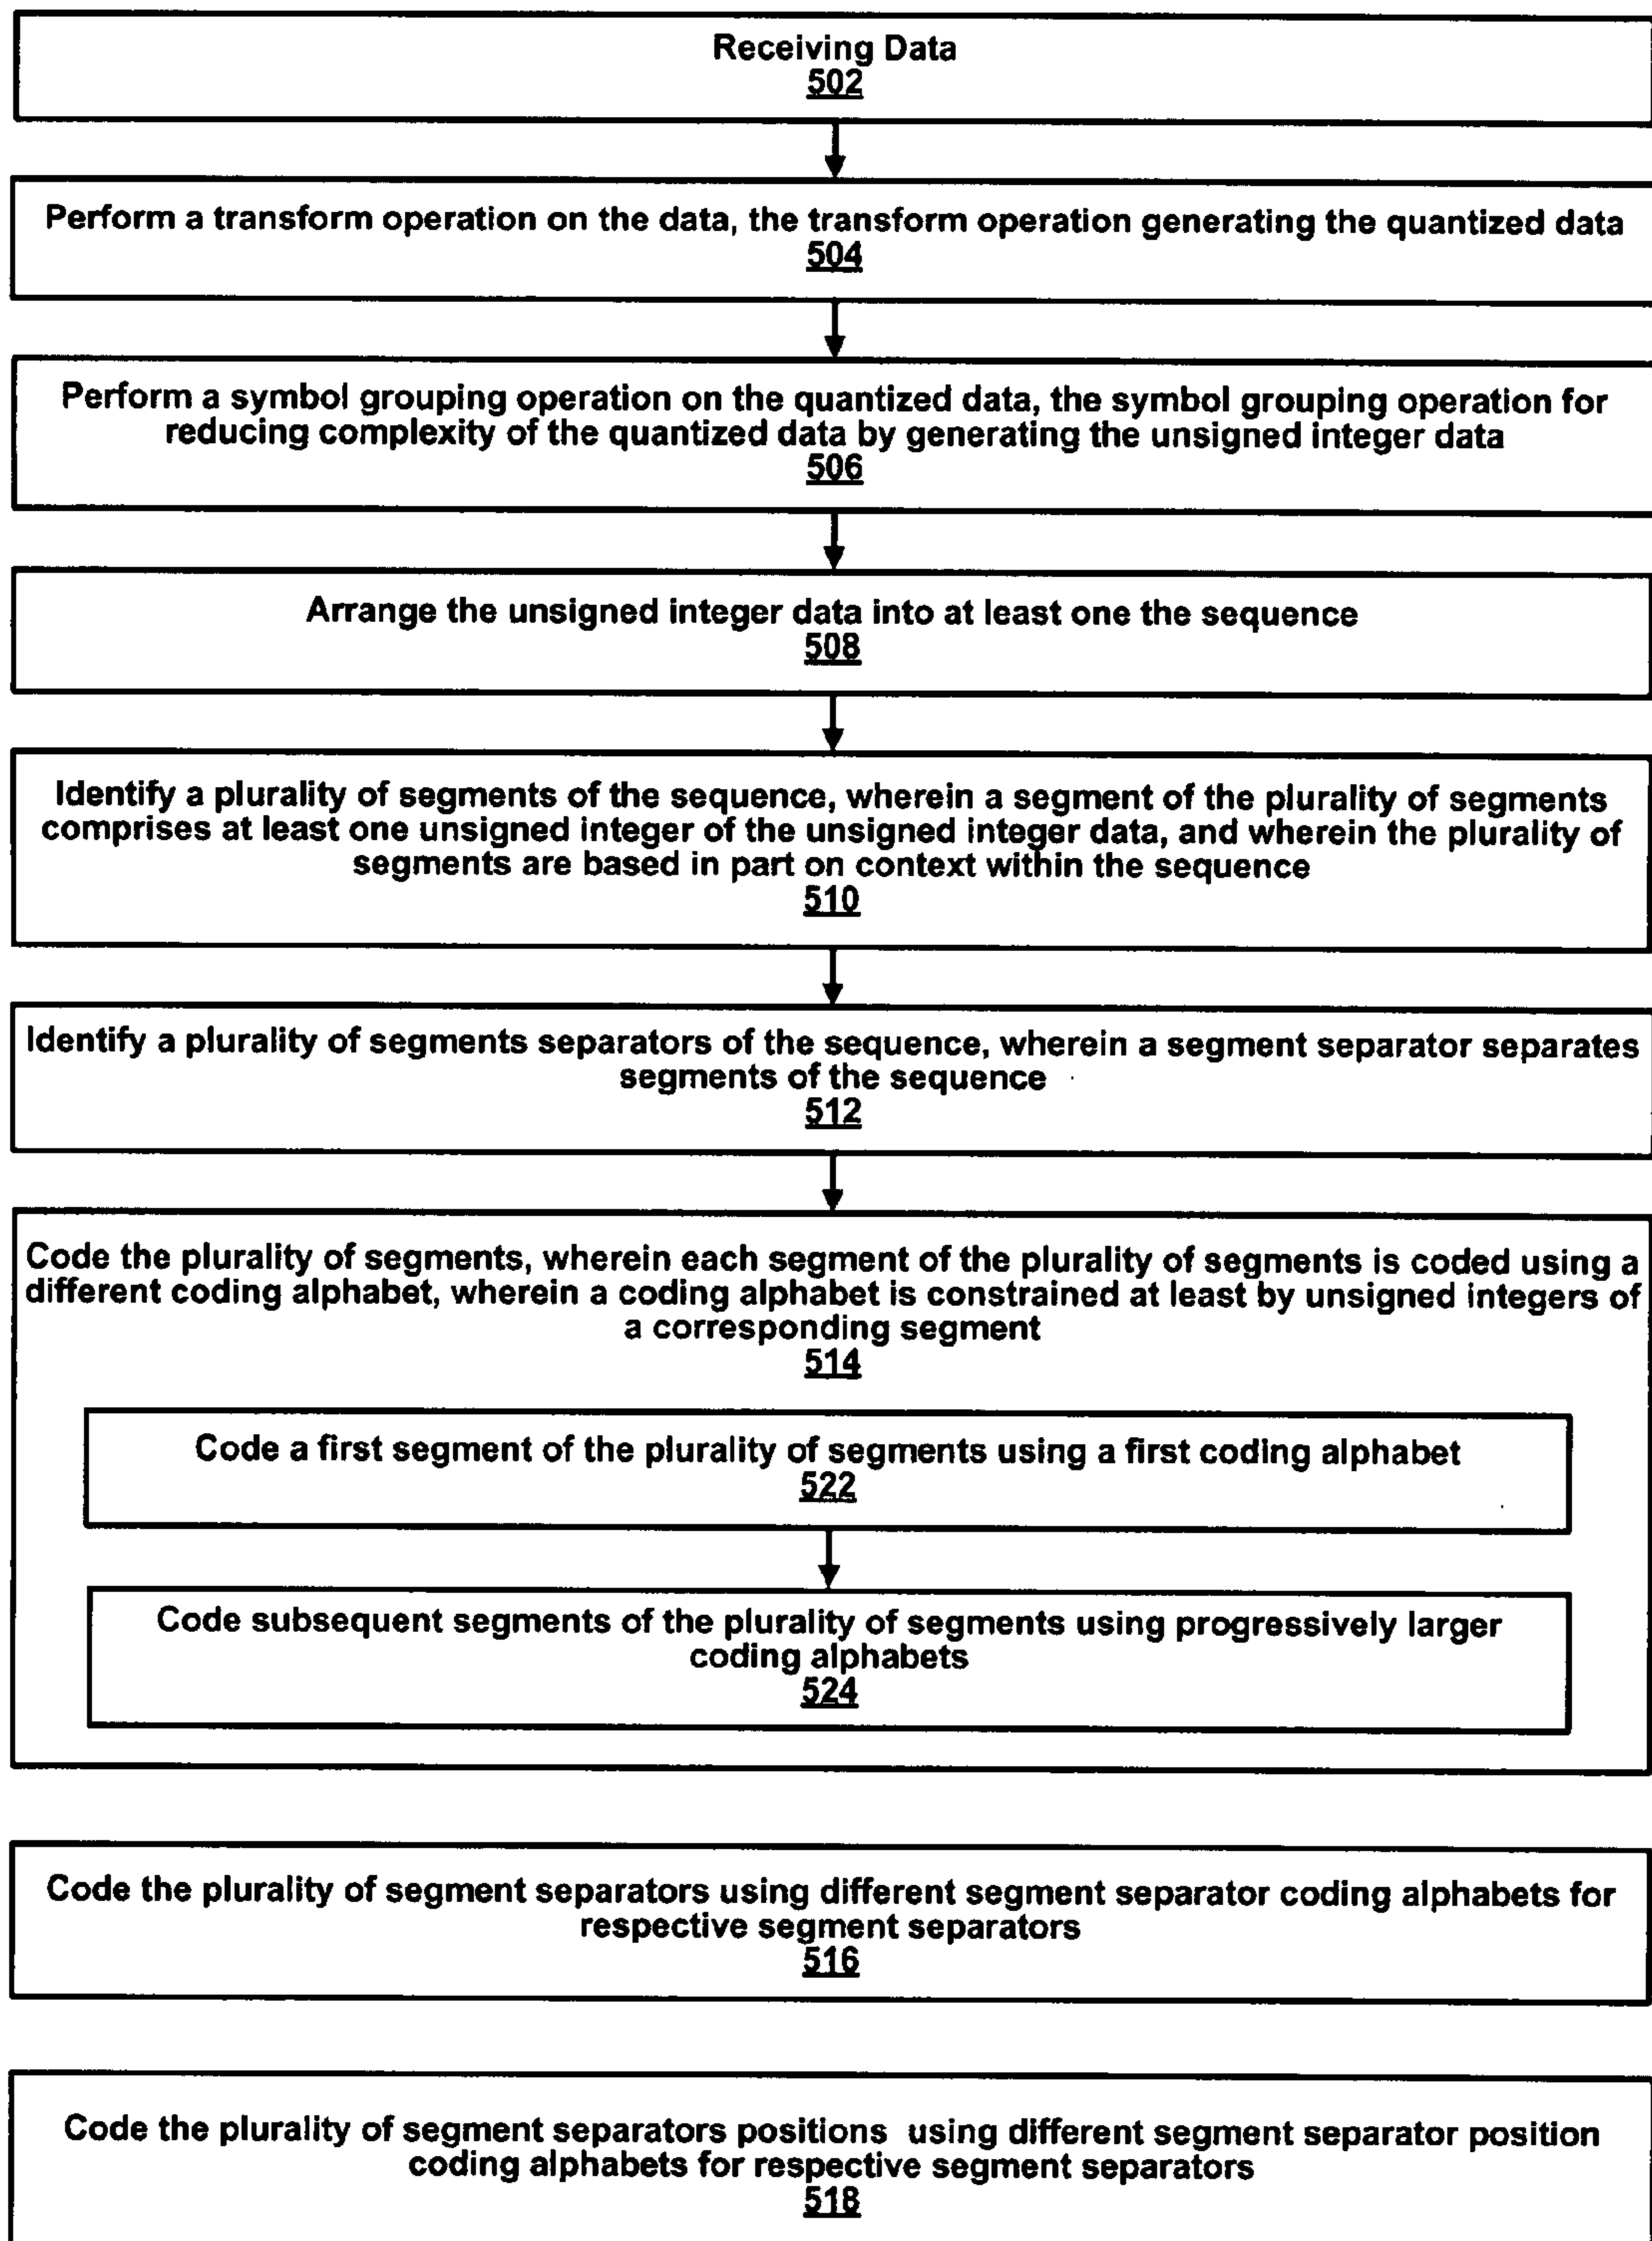 Receiving Data
502
Perform a transform operation on the data, the transform operation generating the quantized data
504
Perform a symbol grouping operation on the quantized data, the symbol grouping operation for
reducing complexity of the quantized data by generating the unsigned integer data
506
Arrange the unsigned integer data into at least one the sequence
508
Identify a plurality of segments of the sequence, wherein a segment of the plurality of segments
comprises at least one unsigned integer of the unsigned integer data, and wherein the plurality of
segments are based in part on context within the sequence
510
Identify a plurality of segments separators of the sequence, wherein a segment separator separates
segments of the sequence
512
Code the plurality of segments, wherein each segment of the plurality of segments is coded using a
different coding alphabet, wherein a coding alphabet is constrained at least by unsigned integers of
a corresponding segment
514
Code a first segment of the plurality of segments using a first coding alphabet
522
Code subsequent segments of the plurality of segments using progressively larger
coding alphabets
524
Code the plurality of segment separators using different segment separator coding alphabets for
respective segment separators
516
Code the plurality of segment separators positions using different segment separator position
coding alphabets for respective segment separators
518